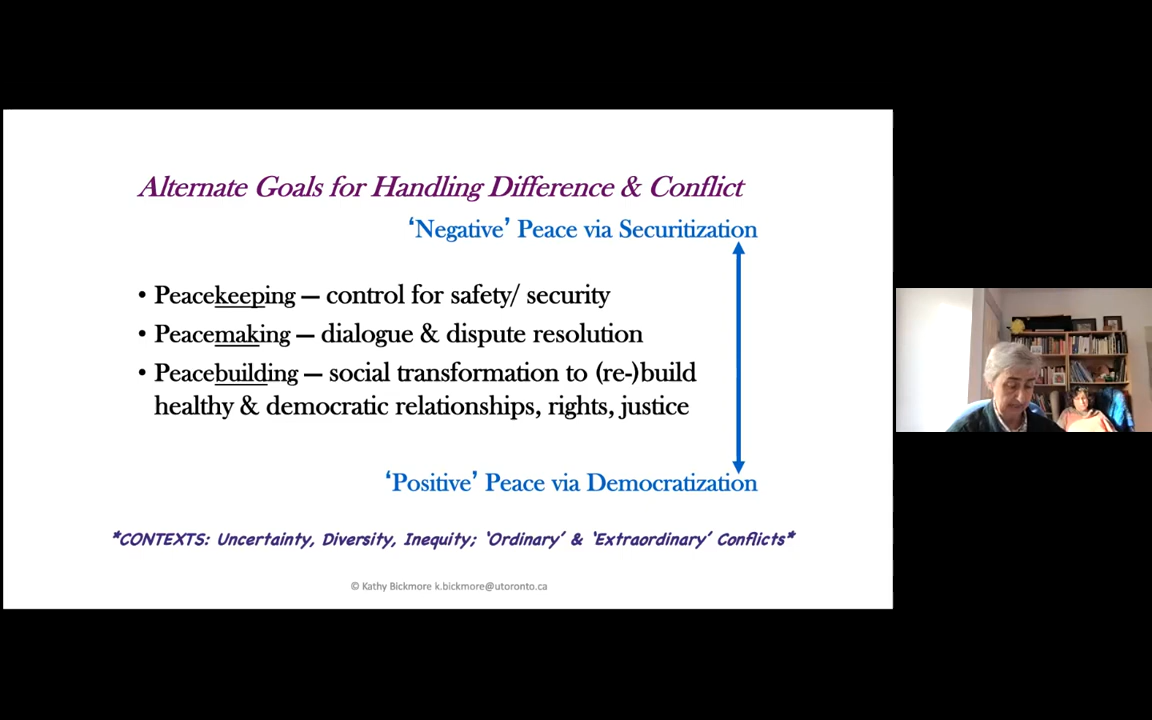 Alternate Goals for Handling Difference & Conflict
‘Negative’ Peace via Securitization
• Peacekeeping — control for safety/ security
• Peacemaking — dialogue & dispute resolution
• Peacebuilding — social transformation to (re-)build
healthy & democratic relationships, rights, justice
‘Positive’ Peace via Democratization
*CONTEXTS: Uncertainty, Diversity, Inequity; ‘Ordinary’ & ‘Extraordinary’ Conflicts*
© Kathy Bickmore k.bickmore@utoronto.ca